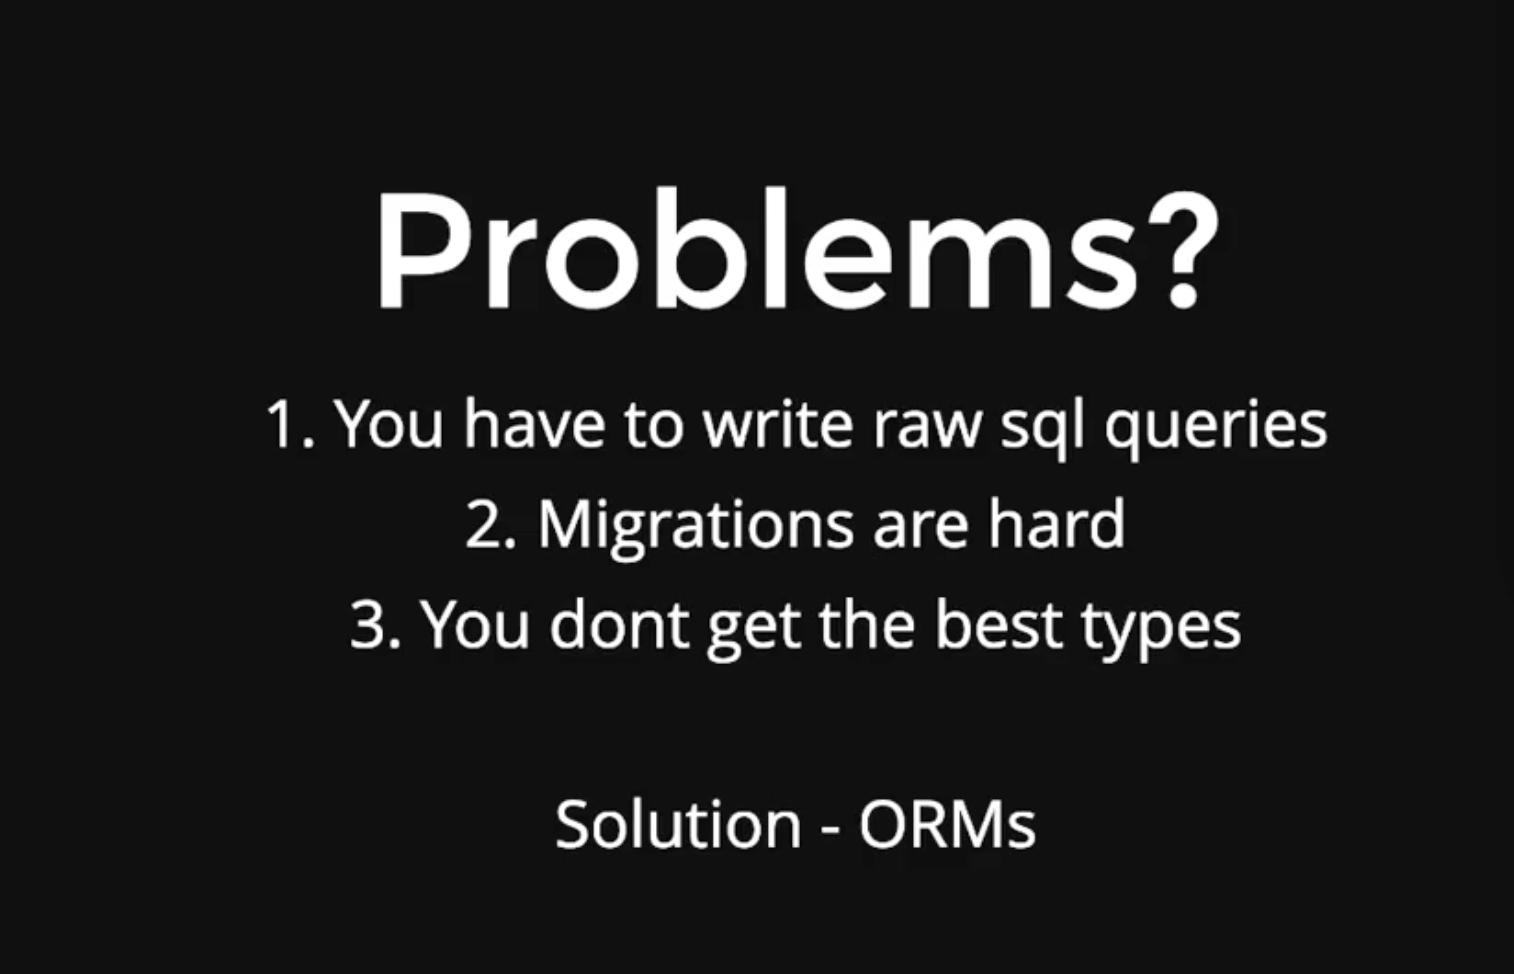 Problems?
1. You have to write raw sql queries
2. Migrations are hard
3. You dont get the best types
Solution - ORMs